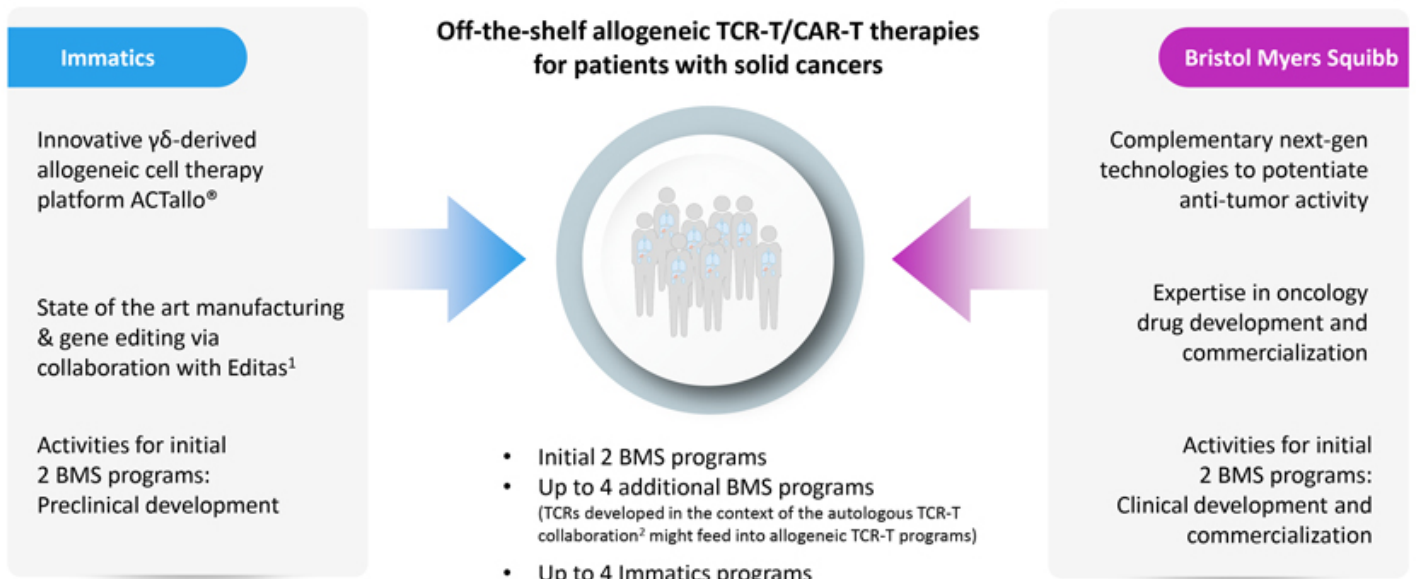 Immatics
Innovative γδ-derived
allogeneic cell therapy
platform ACTallo®
State of the art manufacturing
& gene editing via
collaboration with Editas¹
Activities for initial
2 BMS programs:
Preclinical development
Off-the-shelf allogeneic TCR-T/CAR-T therapies
for patients with solid cancers
• Initial 2 BMS programs
• Up to 4 additional BMS programs
(TCRs developed in the context of the autologous TCR-T
collaboration² might feed into allogeneic TCR-T programs)
• Up to 4 Immatics programs
Bristol Myers Squibb
Complementary next-gen
technologies to potentiate
anti-tumor activity
Expertise in oncology
drug development and
commercialization
Activities for initial
2 BMS programs:
Clinical development and
commercialization